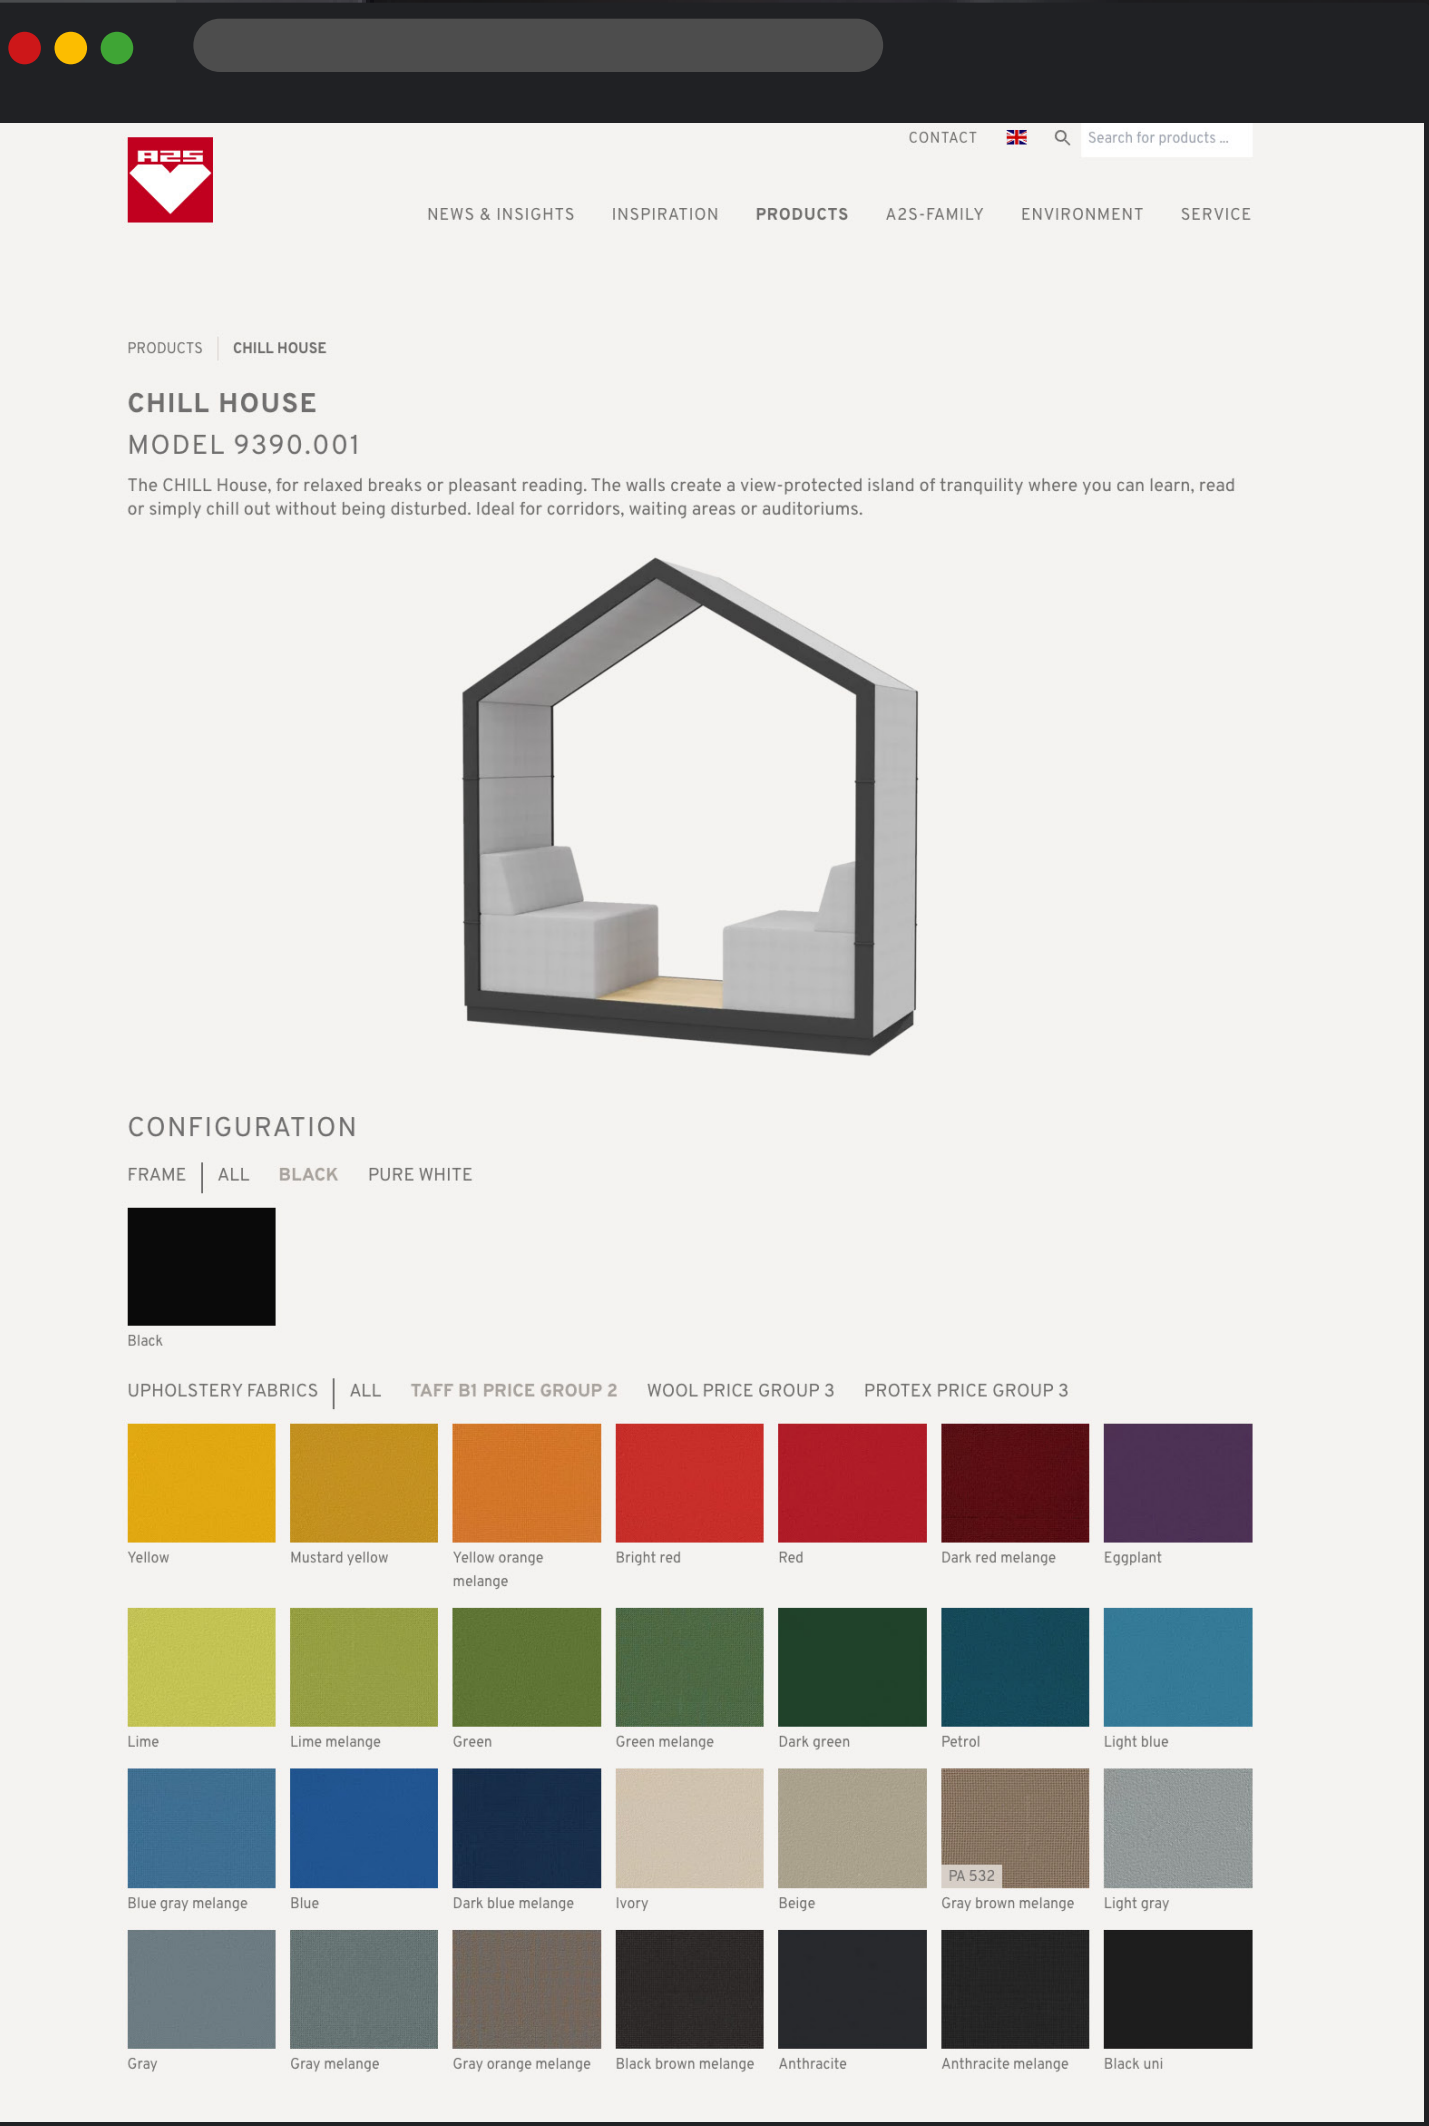 A2S
CONTACT
Search for products ...
NEWS & INSIGHTS INSPIRATION PRODUCTS A2S-FAMILY ENVIRONMENT SERVICE
PRODUCTS CHILL HOUSE
CHILL HOUSE
MODEL 9390.001
The CHILL House, for relaxed breaks or pleasant reading. The walls create a view-protected island of tranquility where you can learn, read
or simply chill out without being disturbed. Ideal for corridors, waiting areas or auditoriums.
CONFIGURATION
FRAME ALL BLACK PURE WHITE
Black
UPHOLSTERY FABRICS ALL TAFF B1 PRICE GROUP 2 WOOL PRICE GROUP 3 PROTEX PRICE GROUP 3
Yellow
Mustard yellow
Yellow orange
melange
Bright red
Red
Dark red melange
Eggplant
Lime
Lime melange
Green
Green melange
Dark green
Petrol
Light blue
Blue gray melange
Blue
Dark blue melange
Ivory
Beige
PA 532
Gray brown melange
Light gray
Gray
Gray melange
Gray orange melange
Black brown melange
Anthracite
Anthracite melange
Black uni